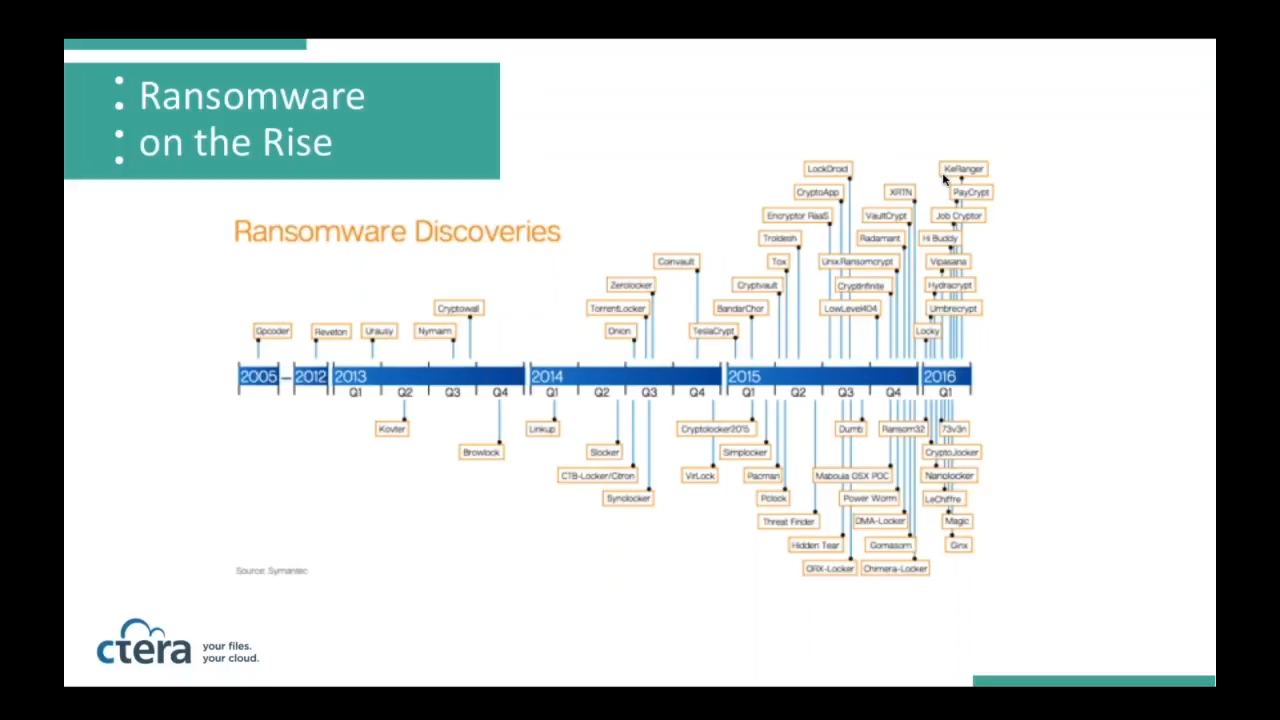 Ransomware
on the Rise
Ransomware Discoveries
LockDroid
KeRanger
CryptoApp
XRTN
PayCrypt
Encryptor RaaS
VaultCrypt
Job Cryptor
Troldesh
Radamant
Hi Buddy
Coinvault
Tox
Unix.Ransomcrypt
Vipasana
Zerolocker
Cryptvault
CryptInfinite
Hydracrypt
Cryptowall
TorrentLocker
BandarChor
LowLevel404
Umbrecrypt
Gpcoder
Reveton
Urausy
Nymaim
Onion
TeslaCrypt
Locky
2005
2012
2013
2014
2015
2016
Q1 Q2 Q3 Q4
Q1 Q2 Q3 Q4
Q1 Q2 Q3 Q4
Q1
Kovter
Linkup
Cryptolocker2015
Dumb
Ransom32
73v3n
Browlock
Slocker
Simplocker
CryptoJocker
CTB-Locker/Citron
VirLock
Pacman
Mabouia OSX POC
Nanolocker
Synolocker
Pclock
Power Worm
LeChiffre
Threat Finder
DMA-Locker
Magic
Hidden Tear
Gomasom
Ginx
ORX-Locker
Chimera-Locker
Source: Symantec
ctera
your files.
your cloud.